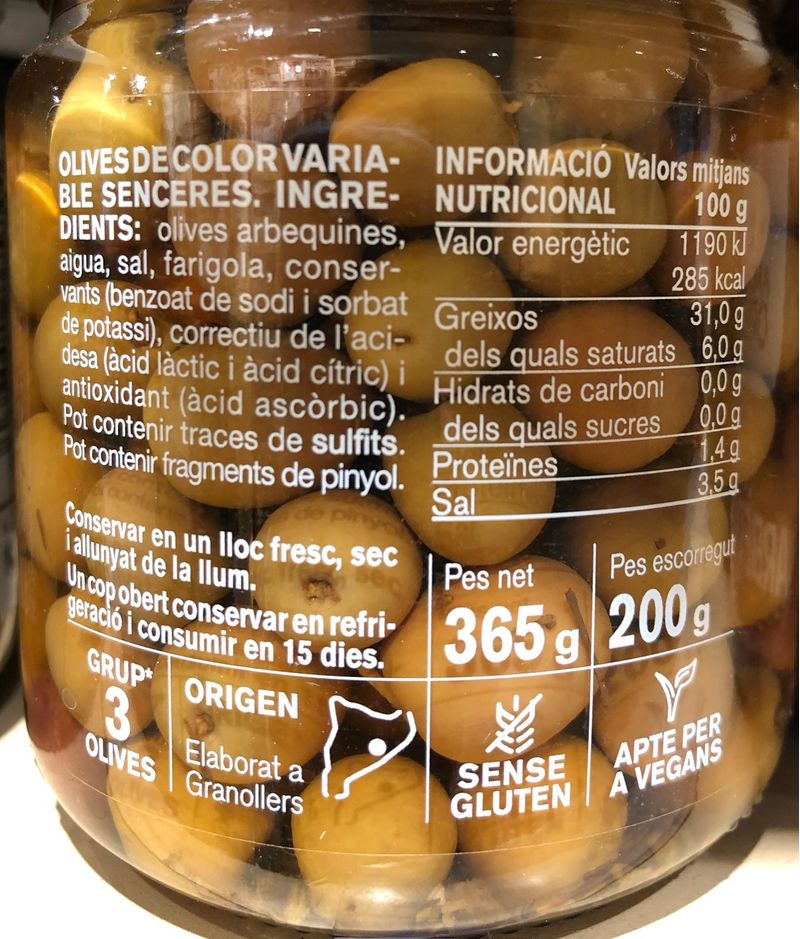 OLIVES DE COLOR VARIA-
BLE SENCERES. INGRE-
DIENTS: olives arbequines,
aigua, sal, farigola, conser-
vants (benzoat de sodi i sorbat
de potassi), correctiu de l'aci-
desa (àcid làctic i àcid cítric) i
antioxidant (àcid ascòrbic).
Pot contenir traces de sulfits.
Pot contenir fragments de pinyol.
Conservar en un lloc fresc, sec
i allunyat de la llum.
Un cop obert conservar en refri-
geració i consumir en 15 dies.
INFORMACIÓ Valors mitjans
NUTRICIONAL 100 g
Valor energètic 1190 kJ
285 kcal
Greixos 31,0 g
dels quals saturats 6,0 g
Hidrats de carboni 0,0 g
dels quals sucres 0,0 g
Proteïnes 1,4 g
Sal 3,5 g
Pes net
365 g
Pes escorregut
200 g
GRUP*
3
OLIVES
ORIGEN
Elaborat a
Granollers
SENSE
GLUTEN
APTE PER
A VEGANS